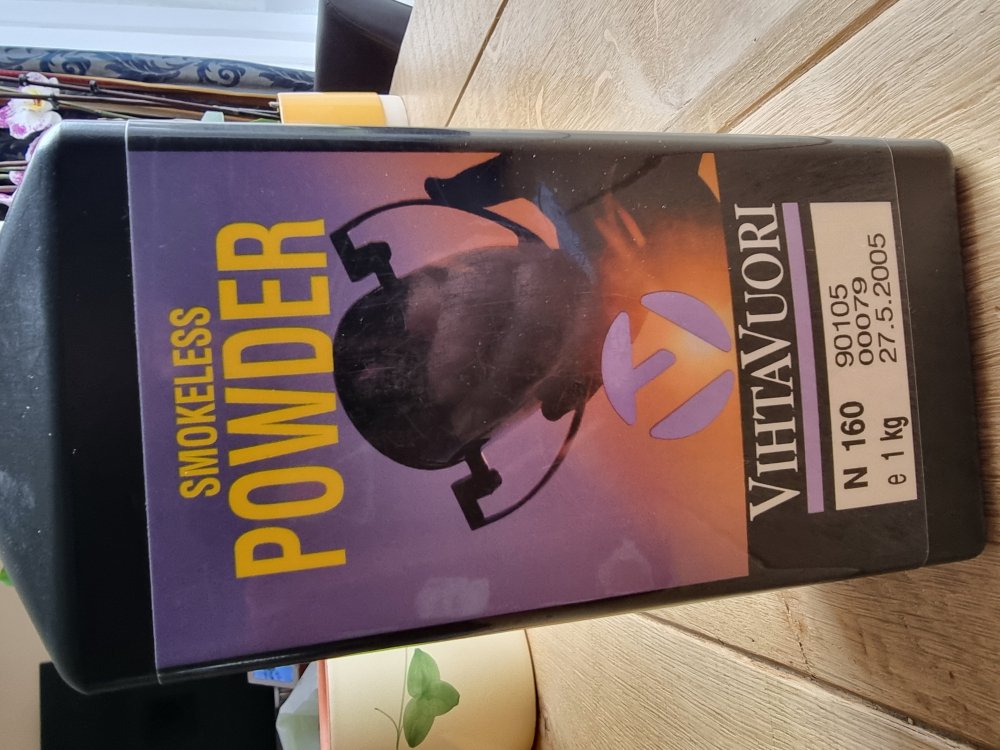 SMOKELESS
POWDER
VIHTAVUORI
N 160 90105
00079
e 1 kg 27.5.2005